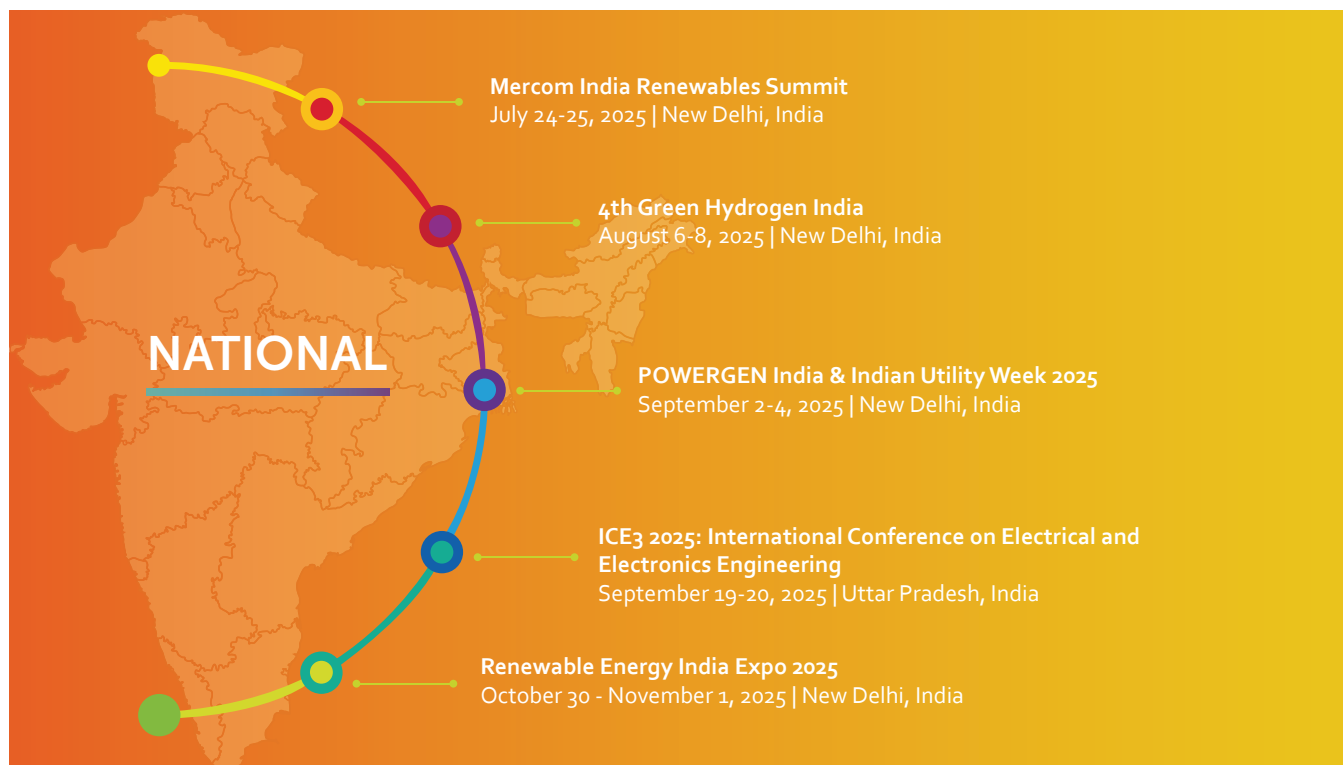 NATIONAL
Mercom India Renewables Summit
July 24-25, 2025 | New Delhi, India
4th Green Hydrogen India
August 6-8, 2025 | New Delhi, India
POWERGEN India & Indian Utility Week 2025
September 2-4, 2025 | New Delhi, India
ICE3 2025: International Conference on Electrical and
Electronics Engineering
September 19-20, 2025 | Uttar Pradesh, India
Renewable Energy India Expo 2025
October 30 - November 1, 2025 | New Delhi, India